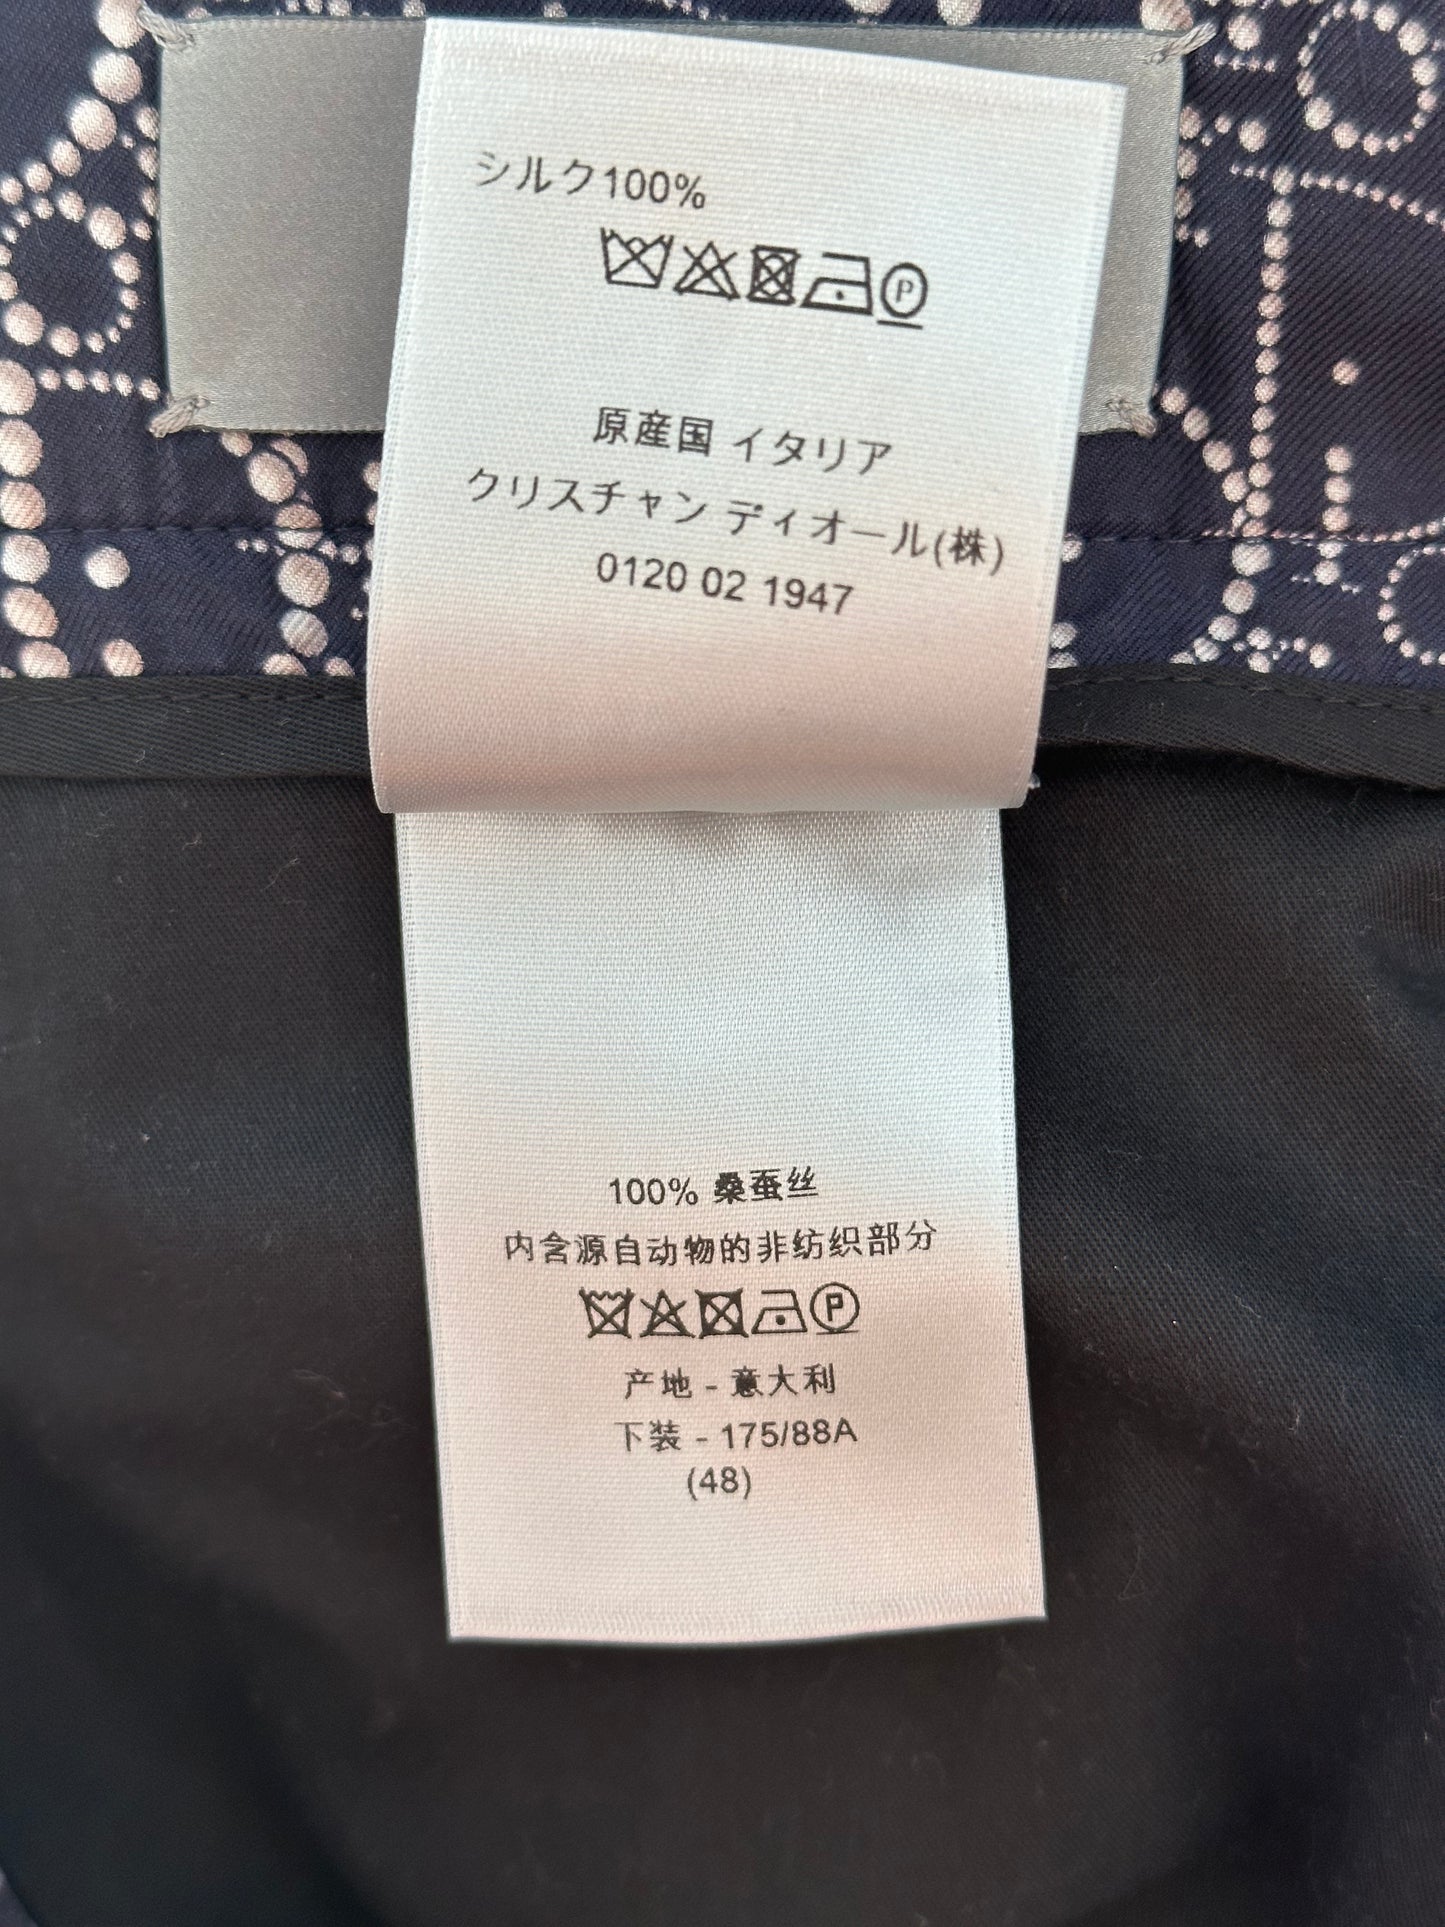 シルク100%
P
原産国 イタリア
クリスチャン ディオール(株)
0120 02 1947
100% 桑蚕丝
内含源自动物的非纺织部分
P
产地 - 意大利
下装 - 175/88A
(48)